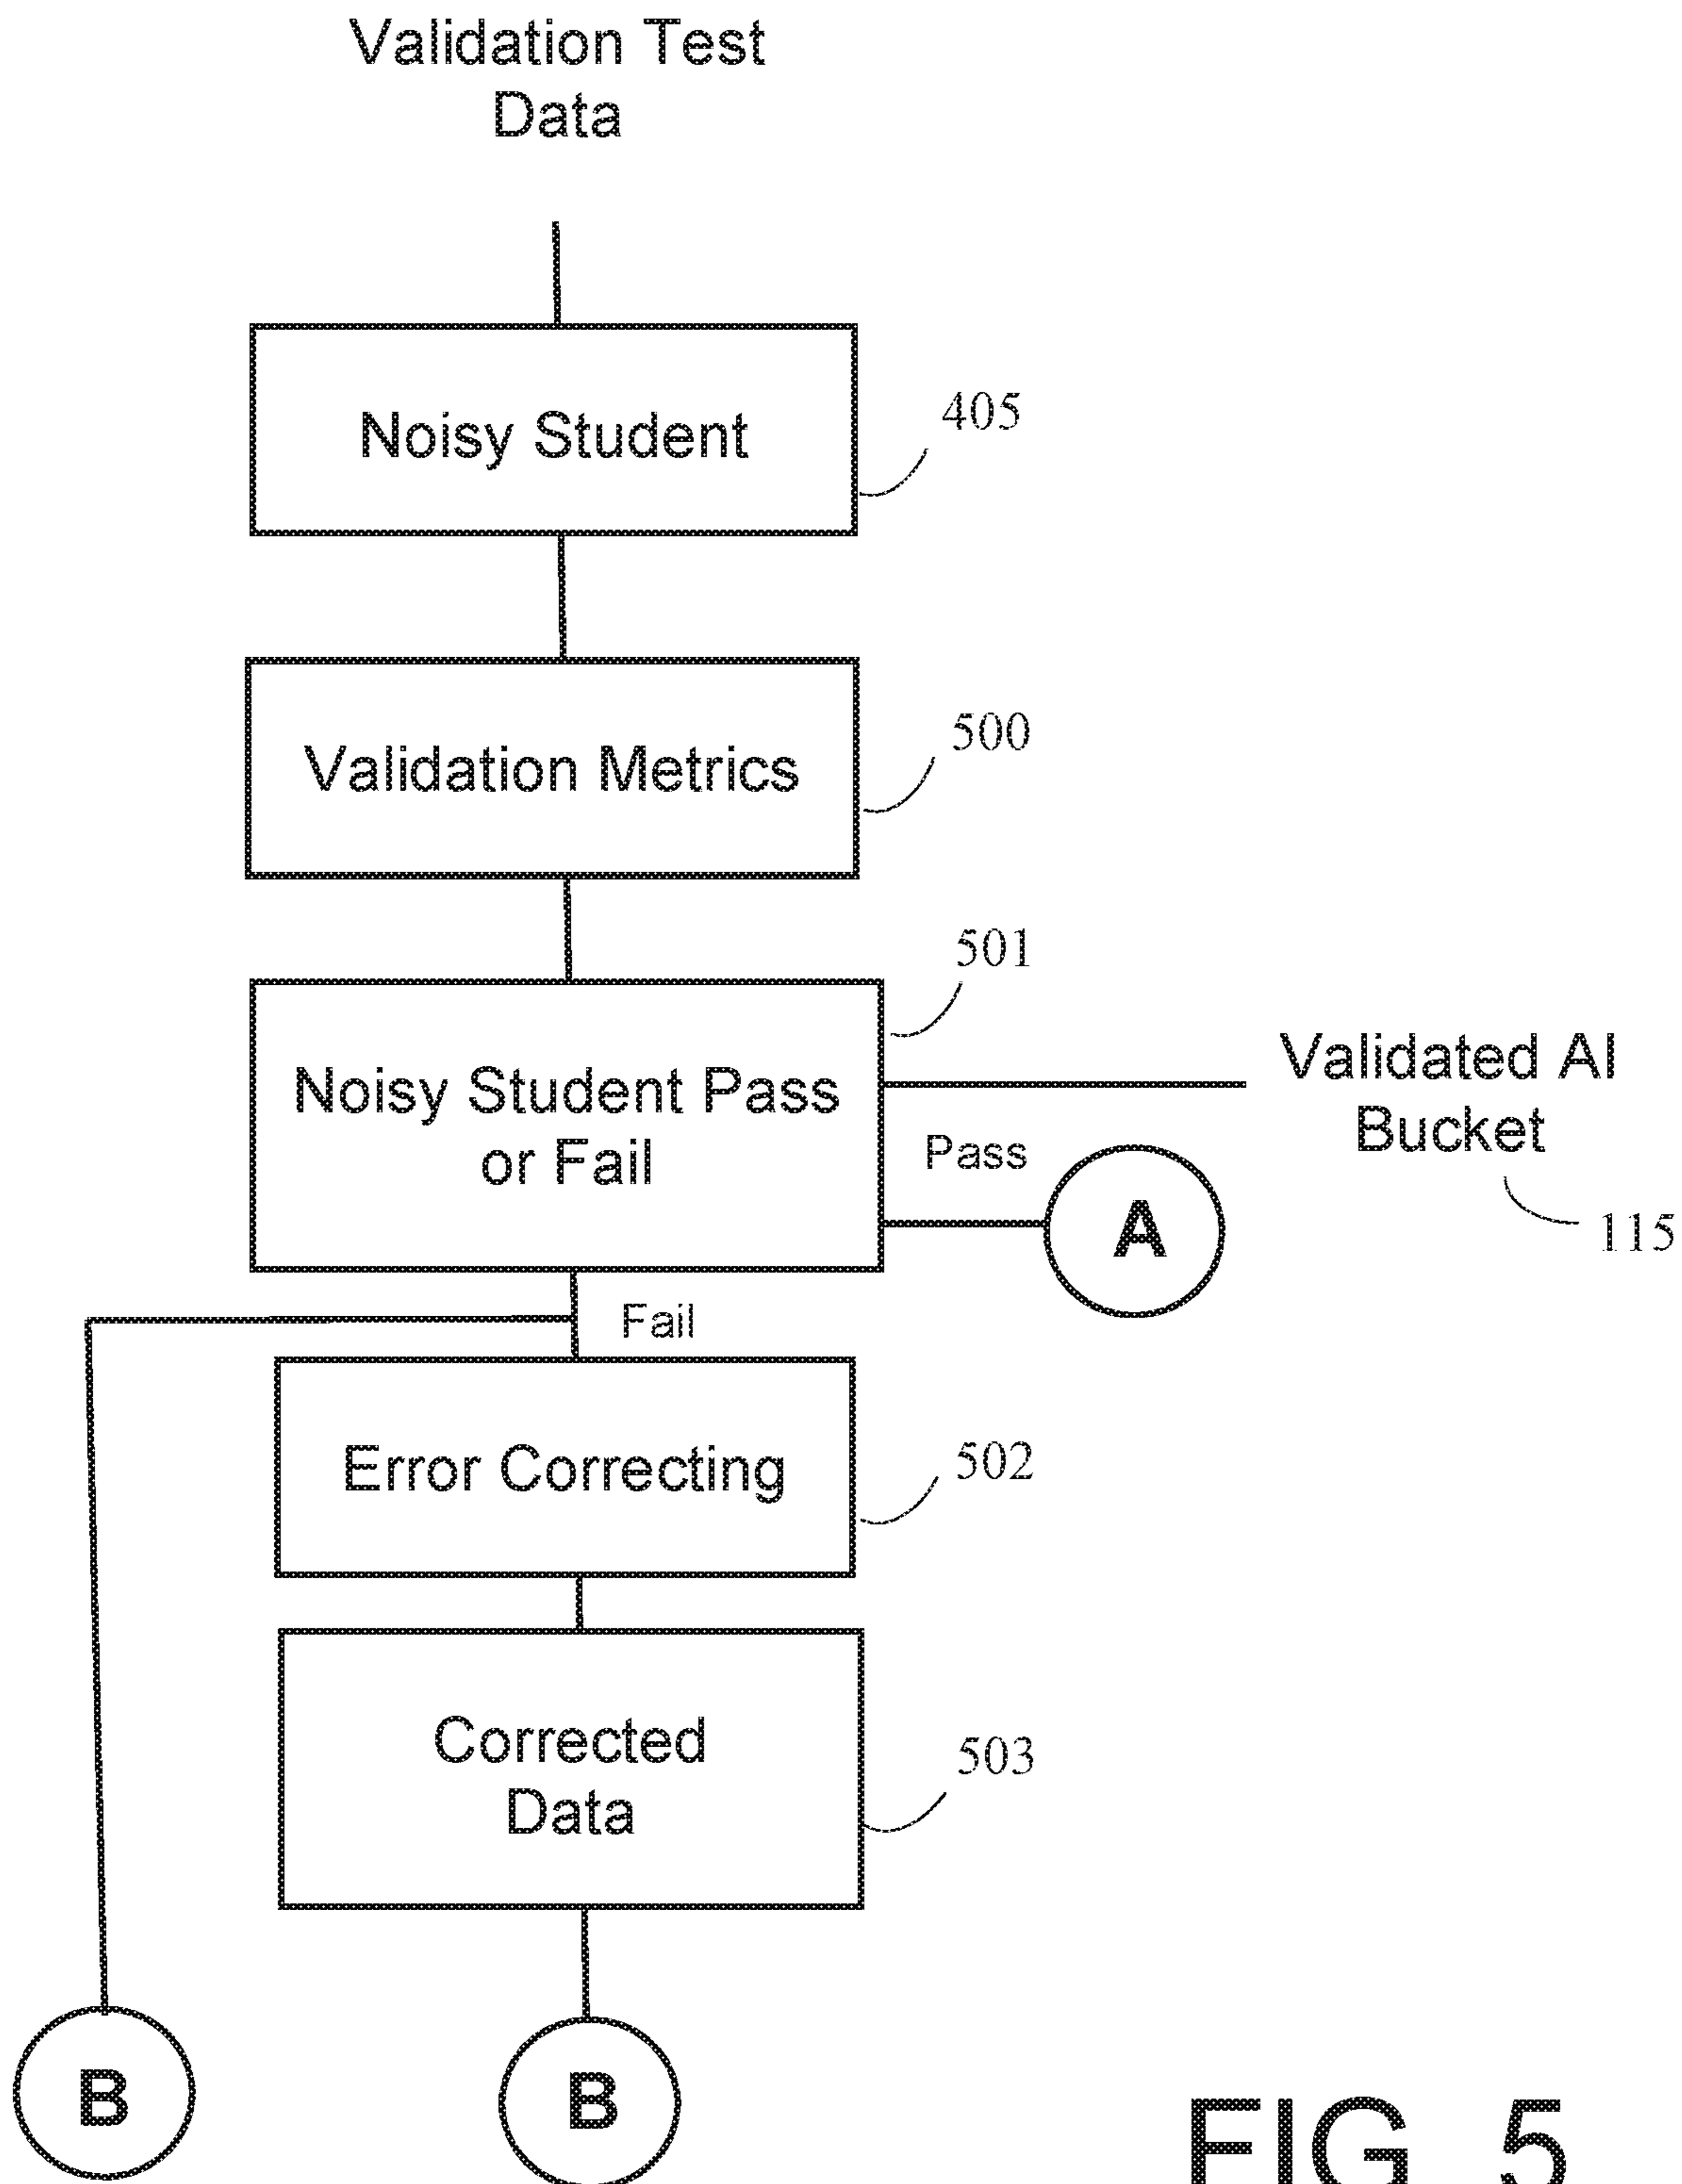 Validation Test
Data
Noisy Student
405
Validation Metrics
500
501
Noisy Student Pass
or Fail
Validated AI
Bucket
115
Pass
A
Fail
Error Correcting
502
Corrected
Data
503
B
B
FIG. 5